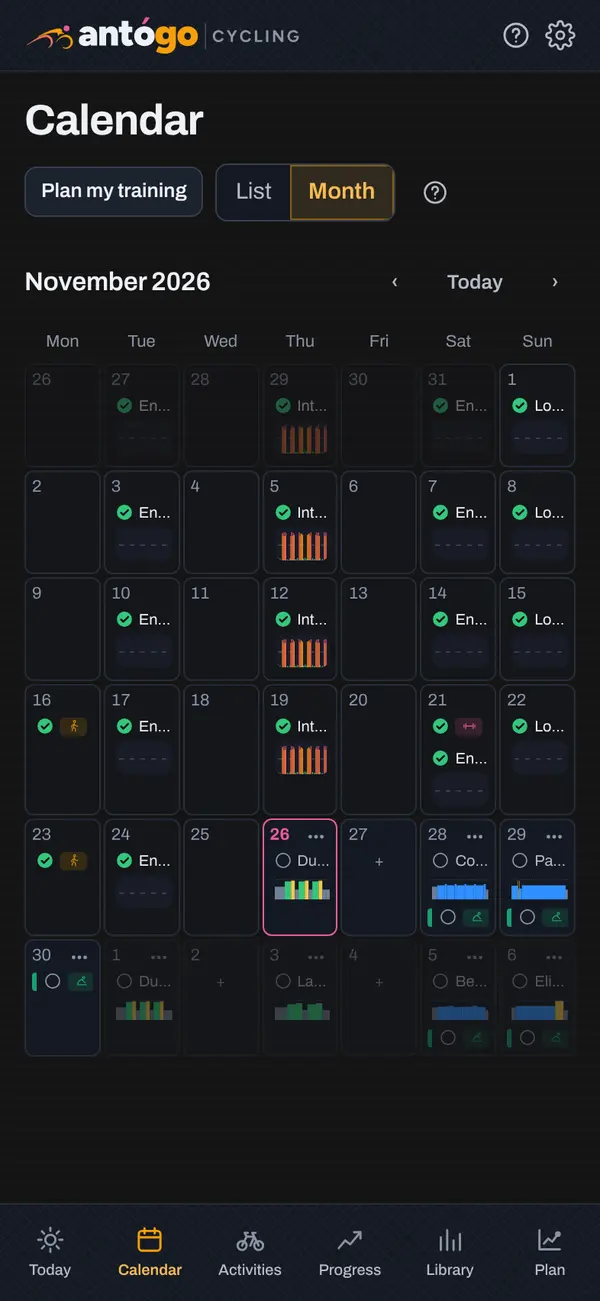 antógo CYCLING
Calendar
Plan my training List Month
November 2026 ‹ Today ›
Mon Tue Wed Thu Fri Sat Sun
26 27 28 29 30 31 1
En... Int... En... Lo...
2 3 4 5 6 7 8
En... Int... En... Lo...
9 10 11 12 13 14 15
En... Int... En... Lo...
16 17 18 19 20 21 22
En... Int... Lo...
En...
23 24 25 26 ••• 27 28 ••• 29 •••
En... Du... + Co... Pa...
30 ••• 1 ••• 2 3 ••• 4 5 ••• 6 •••
Du... + La... + Be... Eli...
Today Calendar Activities Progress Library Plan